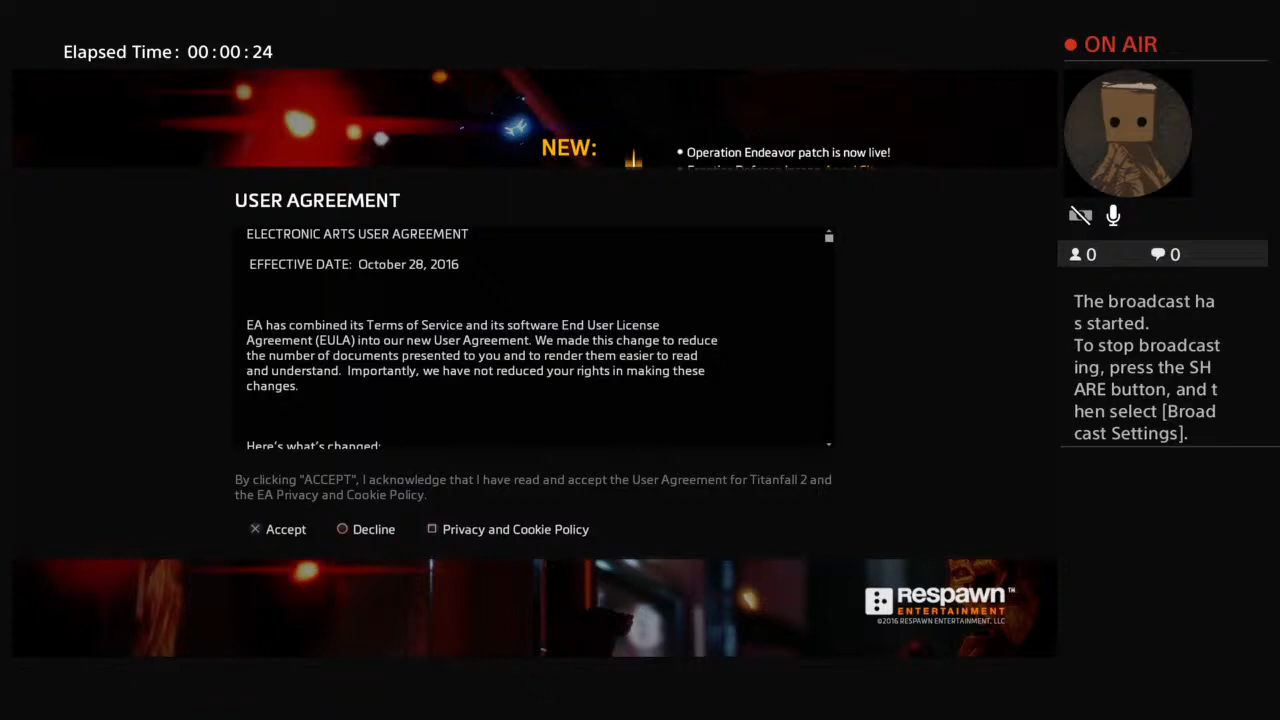 Elapsed Time: 00:00:24
ON AIR
NEW:
• Operation Endeavor patch is now live!
USER AGREEMENT
ELECTRONIC ARTS USER AGREEMENT
EFFECTIVE DATE: October 28, 2016
EA has combined its Terms of Service and its software End User License
Agreement (EULA) into our new User Agreement. We made this change to reduce
the number of documents presented to you and to render them easier to read
and understand. Importantly, we have not reduced your rights in making these
changes.
Here's what's changed:
By clicking "ACCEPT", I acknowledge that I have read and accept the User Agreement for Titanfall 2 and
the EA Privacy and Cookie Policy.
Accept
Decline
Privacy and Cookie Policy
0
0
The broadcast ha
s started.
To stop broadcast
ing, press the SH
ARE button, and t
hen select [Broad
cast Settings].
Respawn™
ENTERTAINMENT
©2016 RESPAWN ENTERTAINMENT, LLC